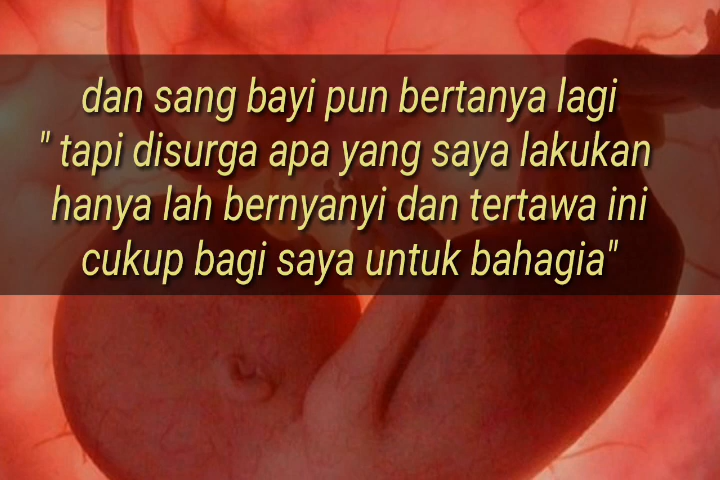 dan sang bayi pun bertanya lagi
" tapi disurga apa yang saya lakukan
hanya lah bernyanyi dan tertawa ini
cukup bagi saya untuk bahagia"